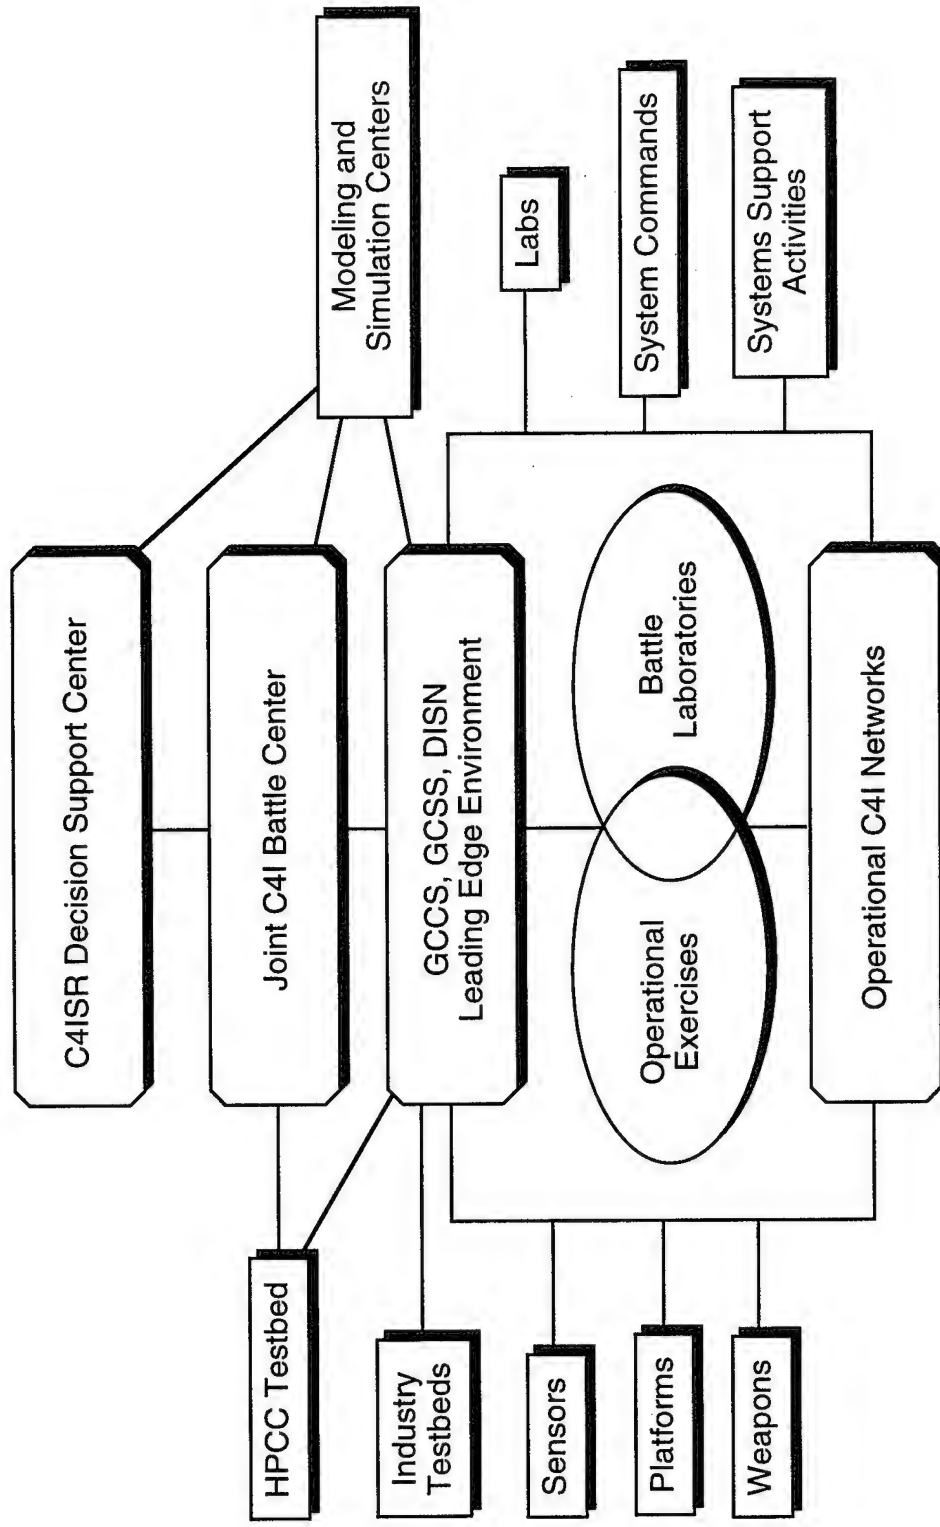 C4ISR Decision Support Center
Modeling and
Simulation Centers
HPCC Testbed
Joint C4I Battle Center
Industry
Testbeds
GCCS, GCSS, DISN
Leading Edge Environment
Labs
Sensors
Operational
Exercises
Battle
Laboratories
System Commands
Platforms
Systems Support
Activities
Weapons
Operational C4I Networks